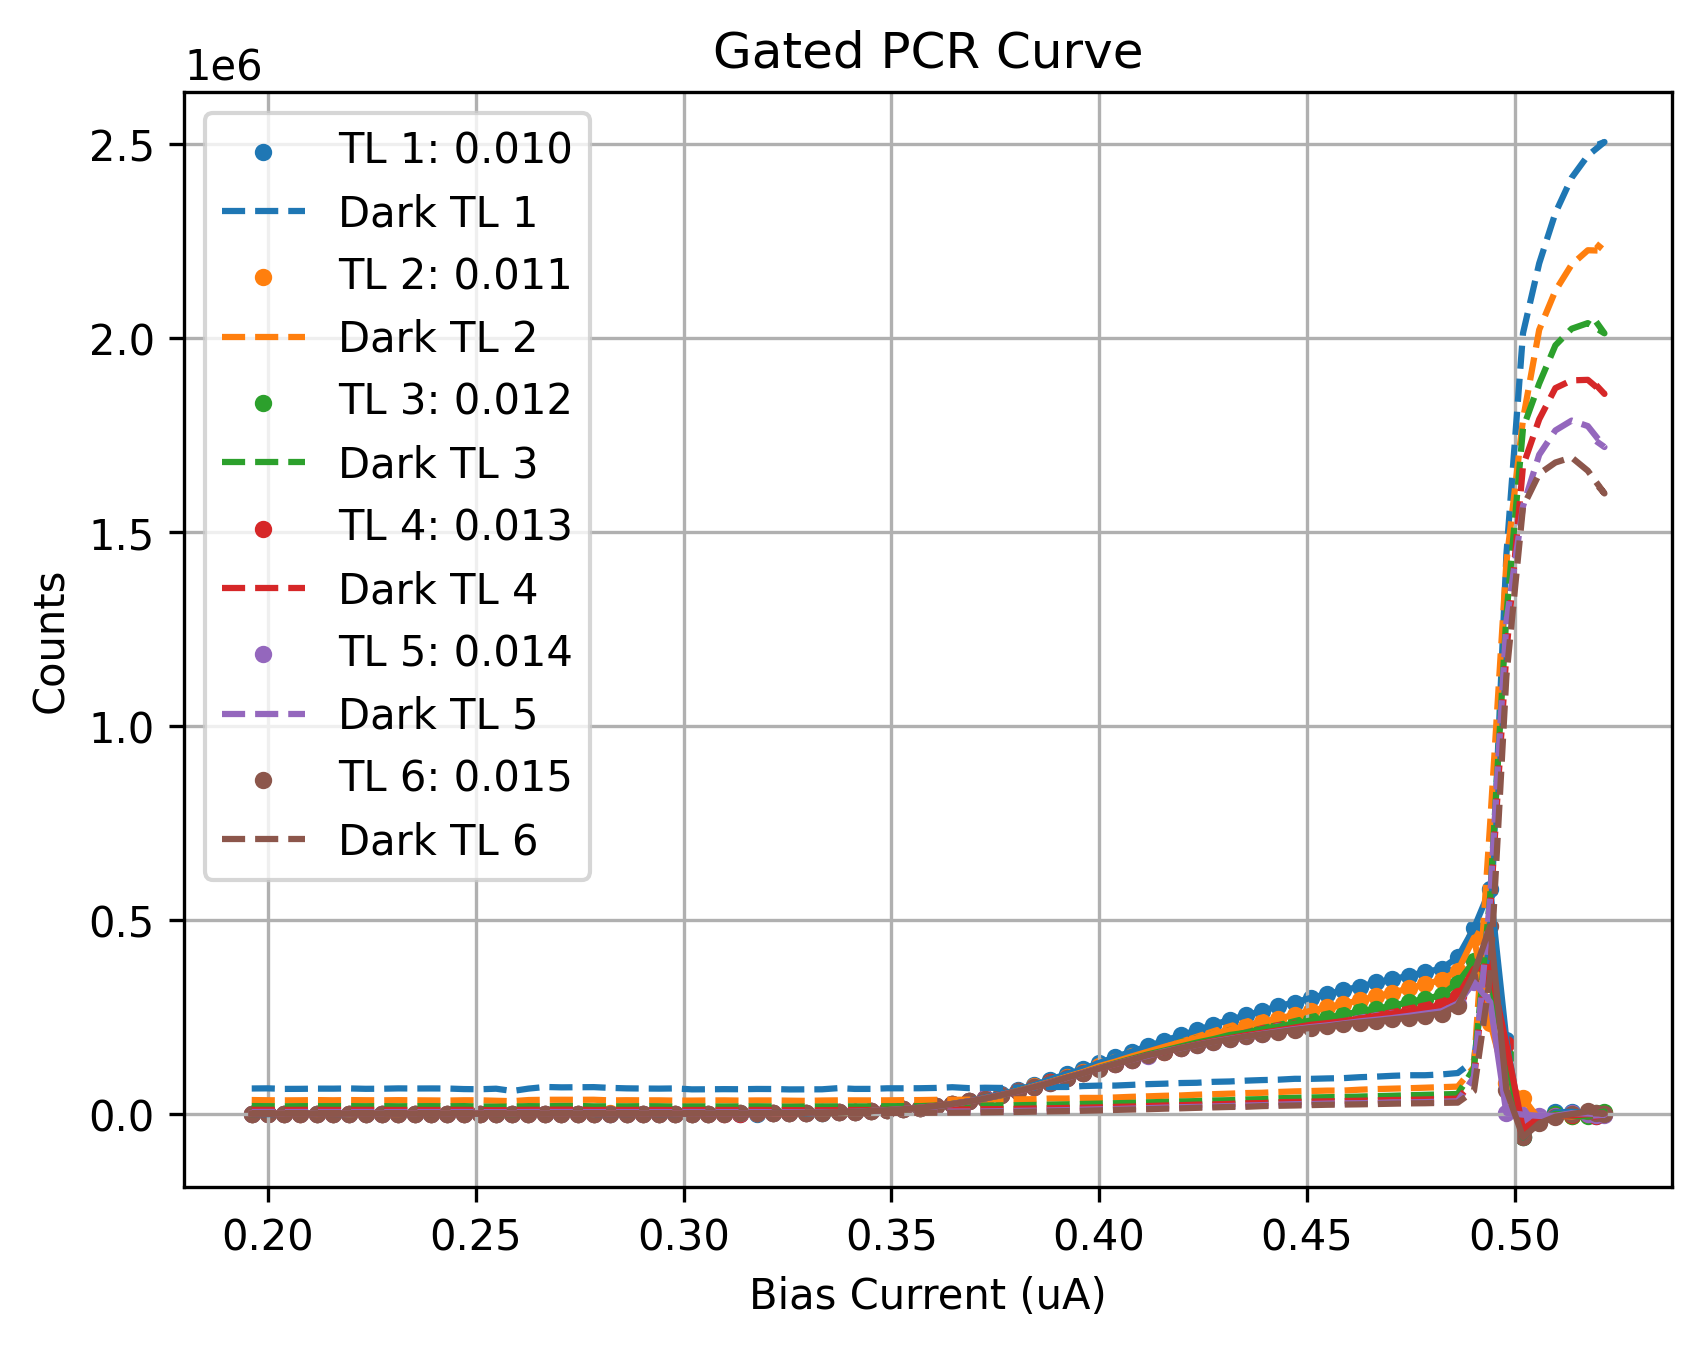 Gated PCR Curve
1e6
2.5
2.0
1.5
1.0
0.5
0.0
Counts
TL 1: 0.010
Dark TL 1
TL 2: 0.011
Dark TL 2
TL 3: 0.012
Dark TL 3
TL 4: 0.013
Dark TL 4
TL 5: 0.014
Dark TL 5
TL 6: 0.015
Dark TL 6
0.20 0.25 0.30 0.35 0.40 0.45 0.50
Bias Current (uA)